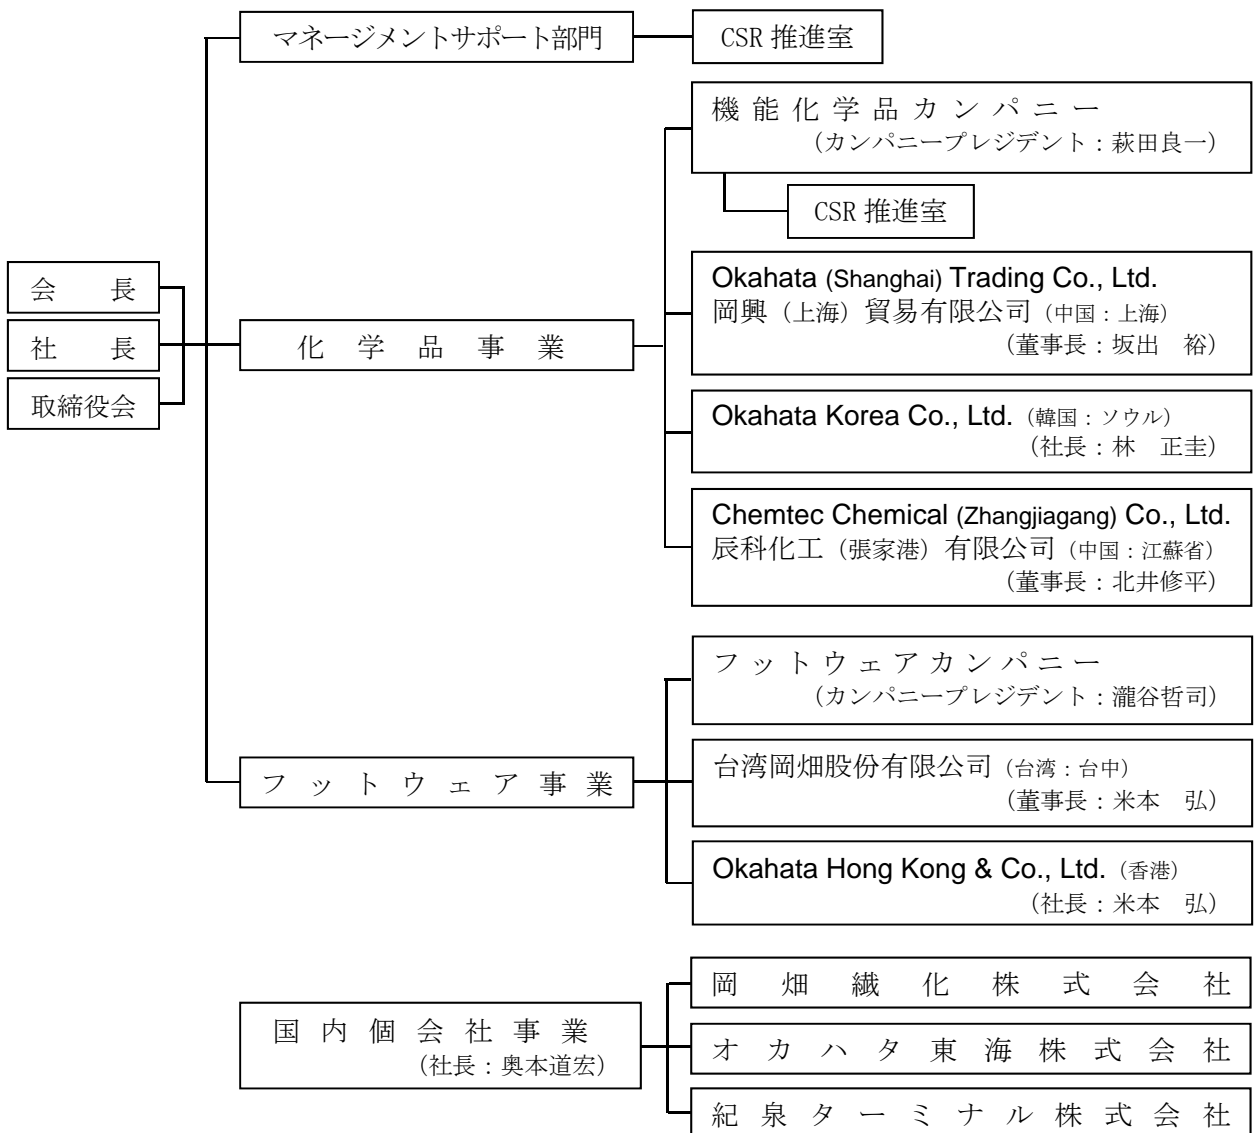 マネージメントサポート部門
CSR 推進室
機能化学品カンパニー
（カンパニープレジデント：萩田良一）
CSR 推進室
会　長
社　長
取締役会
化学品事業
Okahata (Shanghai) Trading Co., Ltd.
岡興（上海）貿易有限公司（中国：上海）
（董事長：坂出　裕）
Okahata Korea Co., Ltd.（韓国：ソウル）
（社長：林　正圭）
Chemtec Chemical (Zhangjiagang) Co., Ltd.
辰科化工（張家港）有限公司（中国：江蘇省）
（董事長：北井修平）
フットウェア事業
フットウェアカンパニー
（カンパニープレジデント：瀧谷哲司）
台湾岡畑股份有限公司（台湾：台中）
（董事長：米本　弘）
Okahata Hong Kong & Co., Ltd.（香港）
（社長：米本　弘）
国内個会社事業
（社長：奥本道宏）
岡畑繊化株式会社
オカハタ東海株式会社
紀泉ターミナル株式会社